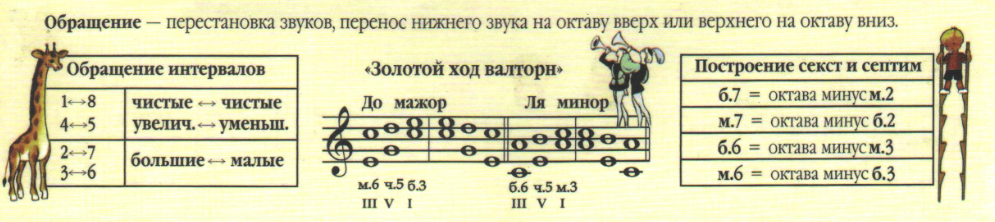 Обращение — перестановка звуков, перенос нижнего звука на октаву вверх или верхнего на октаву вниз.
Обращение интервалов
1↔8 чистые ↔ чистые
4↔5 увелич. ↔ уменьш.
2↔7 большие ↔ малые
3↔6
«Золотой ход валторн»
До мажор Ля минор
м.6 ч.5 б.3 б.6 ч.5 м.3
III V I III V I
Построение секст и септим
б.7 = октава минус м.2
м.7 = октава минус б.2
б.6 = октава минус м.3
м.6 = октава минус б.3